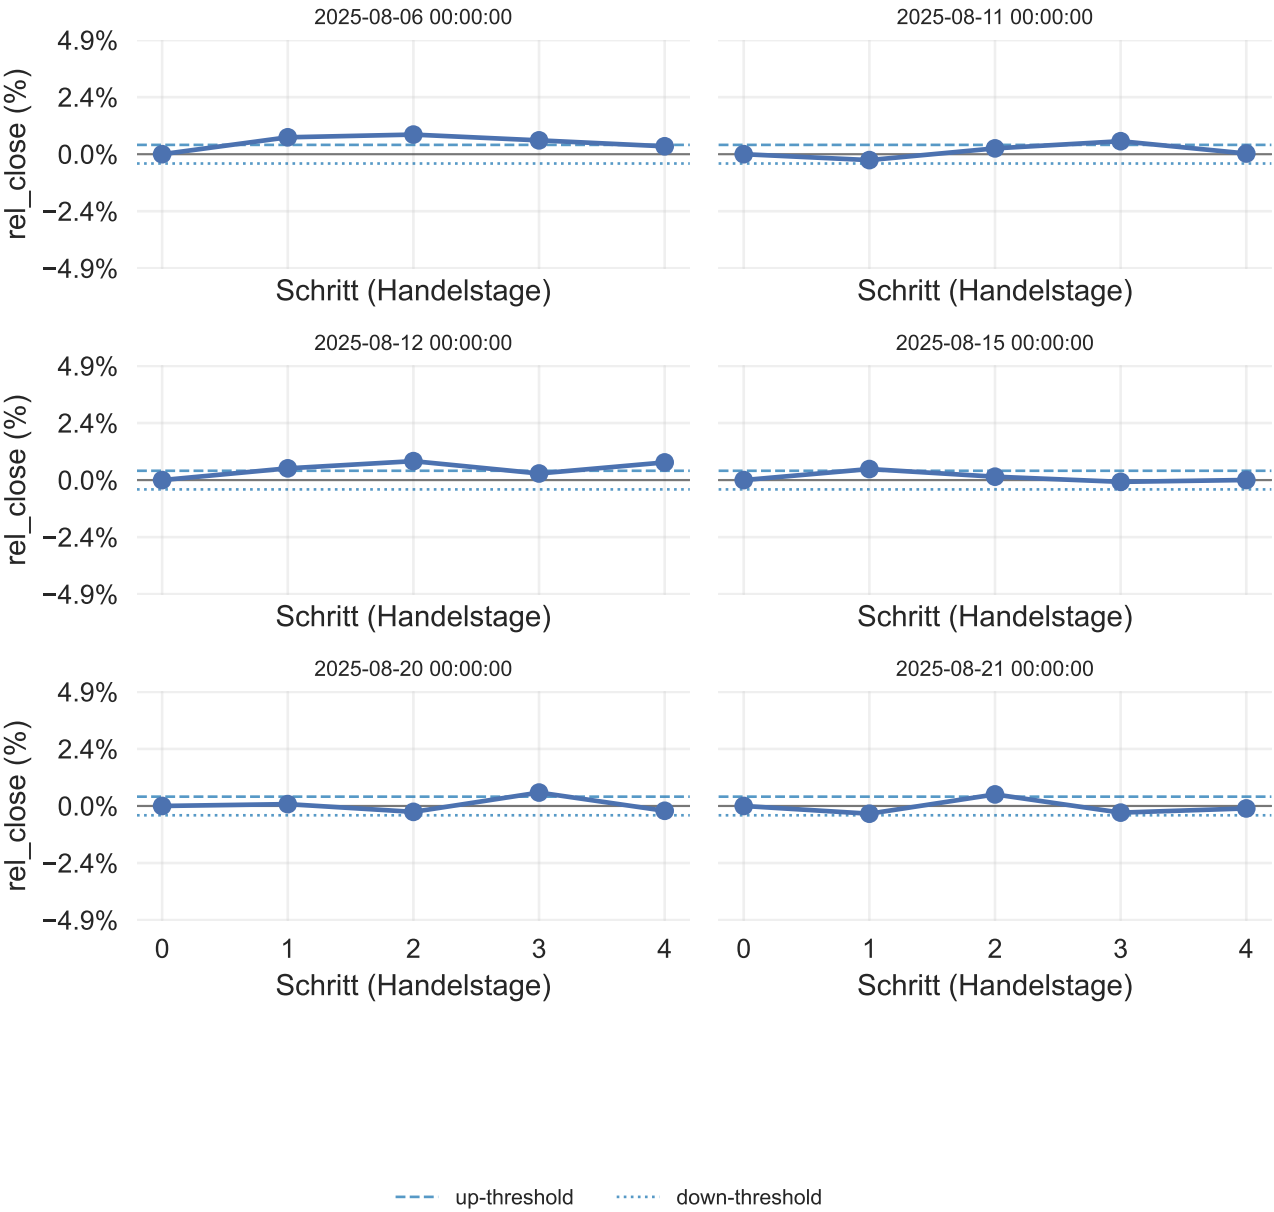 2025-08-06 00:00:00
2025-08-11 00:00:00
4.9%
2.4%
0.0%
−2.4%
−4.9%
rel_close (%)
Schritt (Handelstage)
Schritt (Handelstage)
2025-08-12 00:00:00
2025-08-15 00:00:00
4.9%
2.4%
0.0%
−2.4%
−4.9%
rel_close (%)
Schritt (Handelstage)
Schritt (Handelstage)
2025-08-20 00:00:00
2025-08-21 00:00:00
4.9%
2.4%
0.0%
−2.4%
−4.9%
rel_close (%)
0 1 2 3 4
0 1 2 3 4
Schritt (Handelstage)
Schritt (Handelstage)
up-threshold
down-threshold